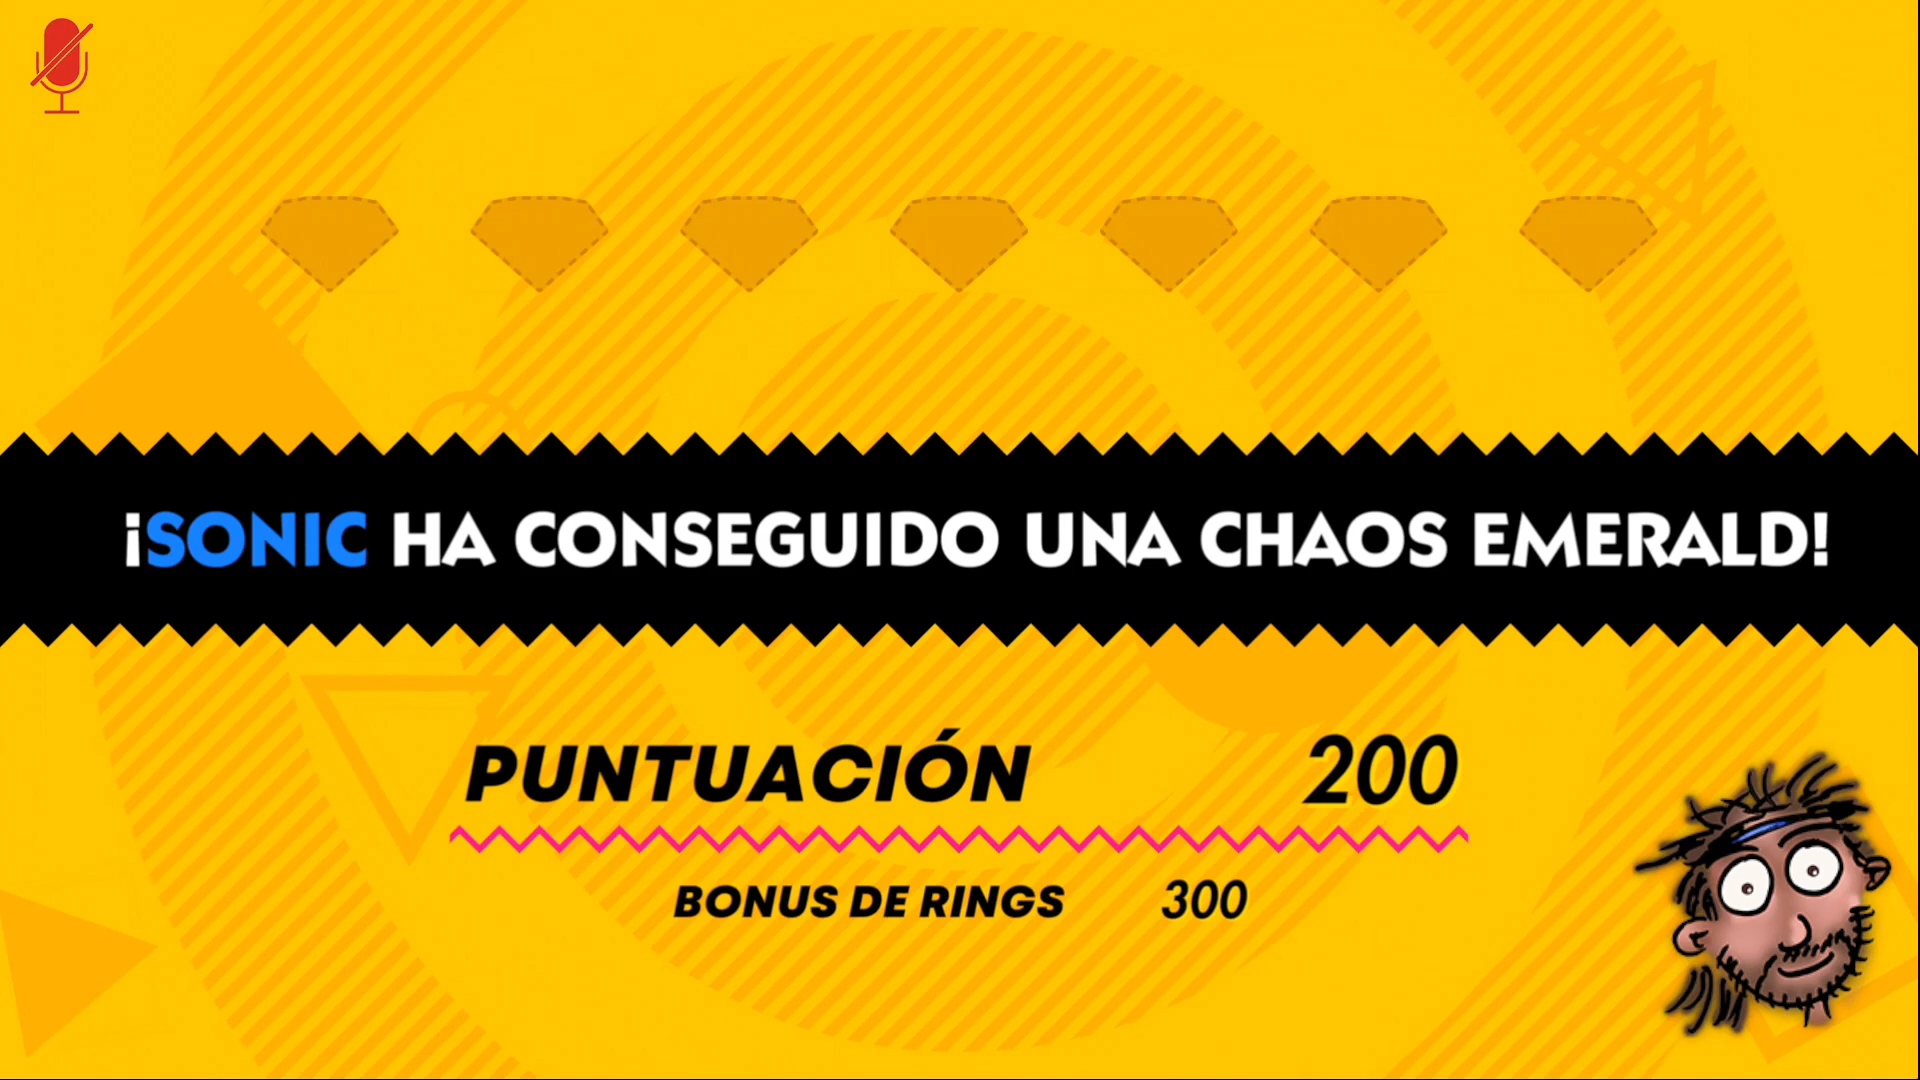 ¡SONIC HA CONSEGUIDO UNA CHAOS EMERALD!
PUNTUACIÓN 200
BONUS DE RINGS 300